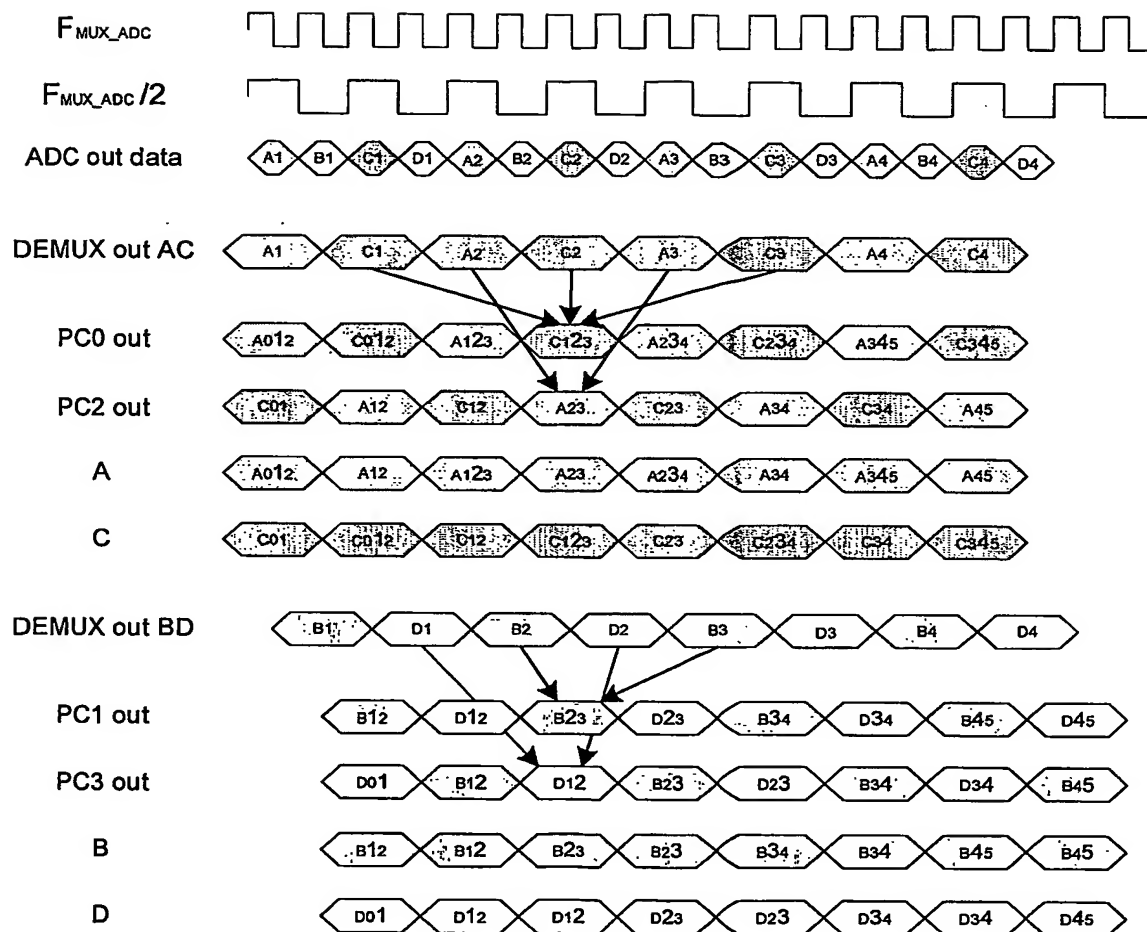 FMUX_ADC
FMUX_ADC /2
ADC out data A1 B1 C1 D1 A2 B2 C2 D2 A3 B3 C3 D3 A4 B4 C4 D4
DEMUX out AC A1 C1 A2 C2 A3 C3 A4 C4
PC0 out A012 C012 A123 C123 A234 C234 A345 C345
PC2 out C01 A12 C12 A23 C23 A34 C34 A45
A A012 A12 A123 A23 A234 A34 A345 A45
C C01 C012 C12 C123 C23 C234 C34 C345
DEMUX out BD B1 D1 B2 D2 B3 D3 B4 D4
PC1 out B12 D12 B23 D23 B34 D34 B45 D45
PC3 out D01 B12 D12 B23 D23 B34 D34 B45
B B12 B12 B23 B23 B34 B34 B45 B45
D D01 D12 D12 D23 D23 D34 D34 D45